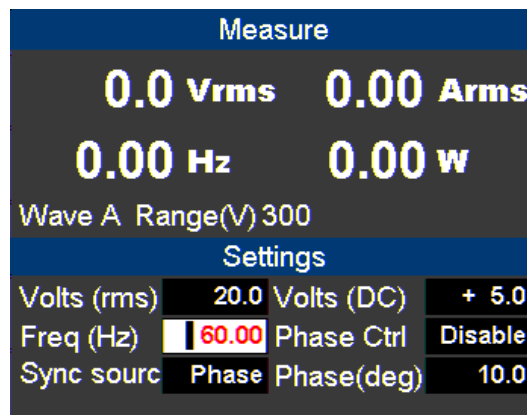 Measure
0.0 Vrms 0.00 Arms
0.00 Hz 0.00 W
Wave A Range(V) 300
Settings
Volts (rms) 20.0 Volts (DC) + 5.0
Freq (Hz) 60.00 Phase Ctrl Disable
Sync sourc Phase Phase(deg) 10.0